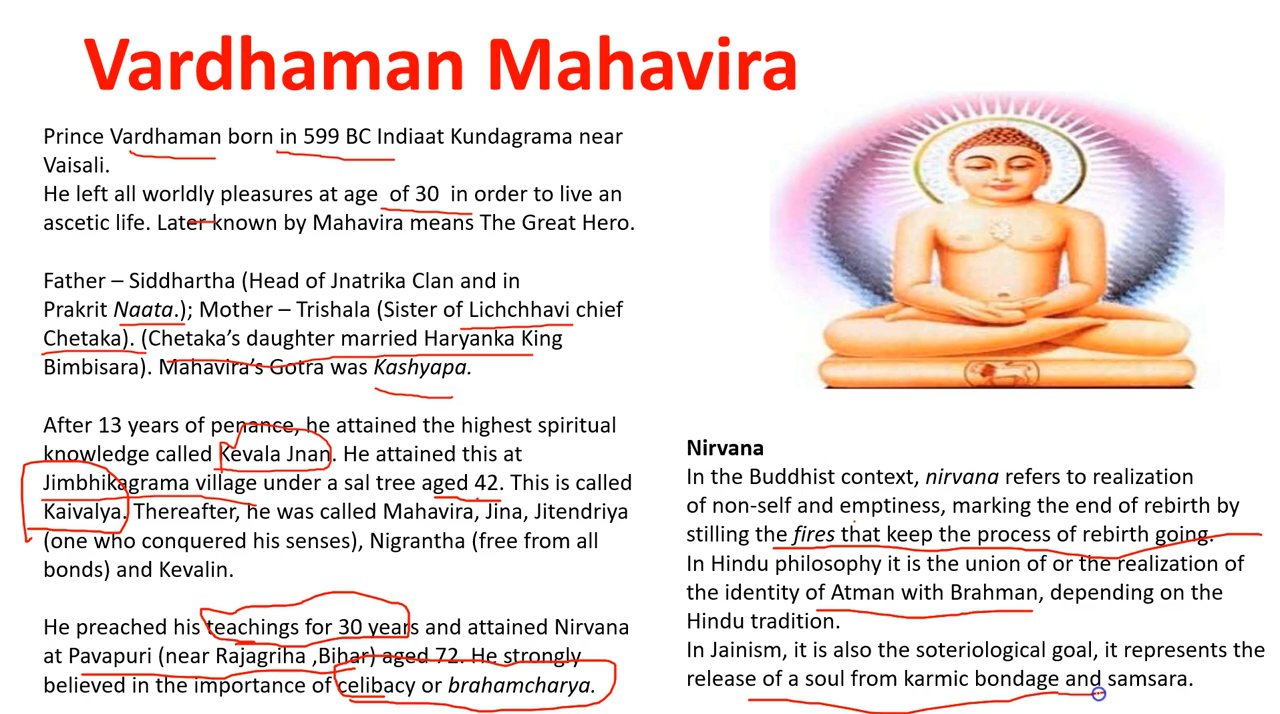 Vardhaman Mahavira
Prince Vardhaman born in 599 BC Indiaat Kundagrama near
Vaisali.
He left all worldly pleasures at age of 30 in order to live an
ascetic life. Later known by Mahavira means The Great Hero.
Father – Siddhartha (Head of Jnatrika Clan and in
Prakrit Naata.); Mother – Trishala (Sister of Lichchhavi chief
Chetaka). (Chetaka’s daughter married Haryanka King
Bimbisara). Mahavira’s Gotra was Kashyapa.
After 13 years of penance, he attained the highest spiritual
knowledge called Kevala Jnan. He attained this at
Jimbhikagrama village under a sal tree aged 42. This is called
Kaivalya. Thereafter, he was called Mahavira, Jina, Jitendriya
(one who conquered his senses), Nigrantha (free from all
bonds) and Kevalin.
He preached his teachings for 30 years and attained Nirvana
at Pavapuri (near Rajagriha ,Bihar) aged 72. He strongly
believed in the importance of celibacy or brahamcharya.
Nirvana
In the Buddhist context, nirvana refers to realization
of non-self and emptiness, marking the end of rebirth by
stilling the fires that keep the process of rebirth going.
In Hindu philosophy it is the union of or the realization of
the identity of Atman with Brahman, depending on the
Hindu tradition.
In Jainism, it is also the soteriological goal, it represents the
release of a soul from karmic bondage and samsara.